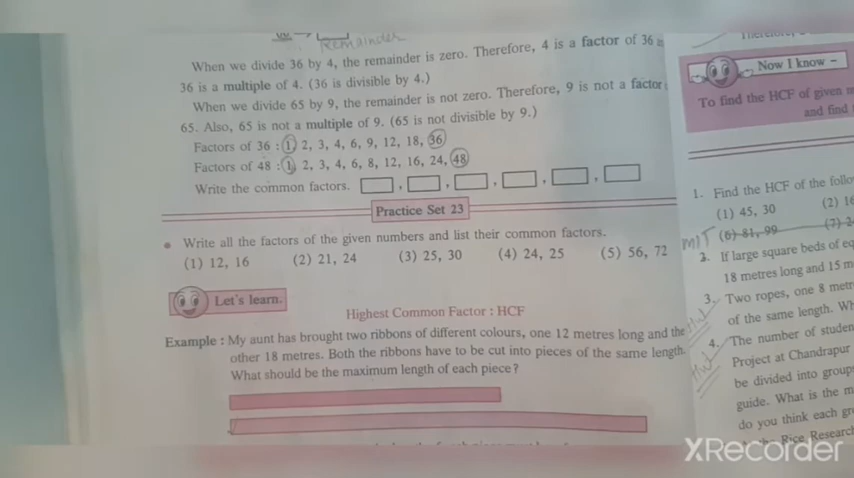 Remainder
When we divide 36 by 4, the remainder is zero. Therefore, 4 is a factor of 36
36 is a multiple of 4. (36 is divisible by 4.)
When we divide 65 by 9, the remainder is not zero. Therefore, 9 is not a factor
65. Also, 65 is not a multiple of 9. (65 is not divisible by 9.)
Factors of 36 : 1, 2, 3, 4, 6, 9, 12, 18, 36
Factors of 48 : 1, 2, 3, 4, 6, 8, 12, 16, 24, 48
Write the common factors. , , , , ,
Practice Set 23
• Write all the factors of the given numbers and list their common factors.
(1) 12, 16 (2) 21, 24 (3) 25, 30 (4) 24, 25 (5) 56, 72
Let's learn.
Highest Common Factor : HCF
Example : My aunt has brought two ribbons of different colours, one 12 metres long and the
other 18 metres. Both the ribbons have to be cut into pieces of the same length.
What should be the maximum length of each piece?
Therefore,
Now I know –
To find the HCF of given
and find
1. Find the HCF of the
(1) 45, 30 (2)
(6) 81, 99 (7)
2. If large square beds of
18 metres long and 15
3. Two ropes, one 8
of the same length.
4. The number of
Project at Chandrapur
be divided into
guide. What is the
do you think each
Rice Research
XRecorder